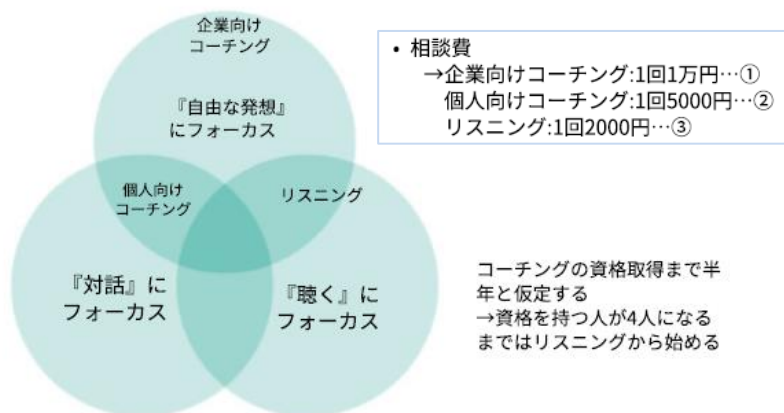 企業向け
コーチング
『自由な発想』
にフォーカス
個人向け
コーチング
リスニング
『対話』に
フォーカス
『聴く』に
フォーカス
• 相談費
→企業向けコーチング:1回1万円…①
個人向けコーチング:1回5000円…②
リスニング:1回2000円…③
コーチングの資格取得まで半
年と仮定する
→資格を持つ人が4人になる
まではリスニングから始める